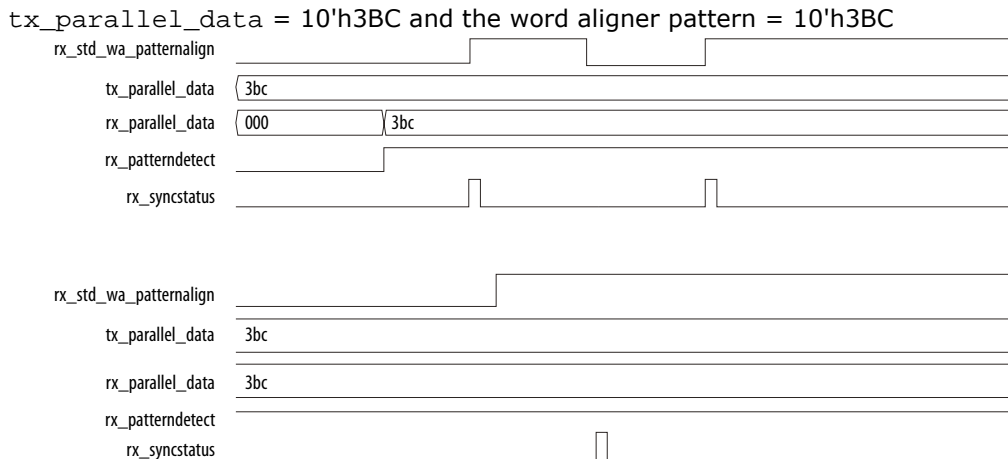 tx_parallel_data = 10'h3BC and the word aligner pattern = 10'h3BC
rx_std_wa_patternalign
tx_parallel_data 3bc
rx_parallel_data 000 3bc
rx_patterndetect
rx_syncstatus
rx_std_wa_patternalign
tx_parallel_data 3bc
rx_parallel_data 3bc
rx_patterndetect
rx_syncstatus